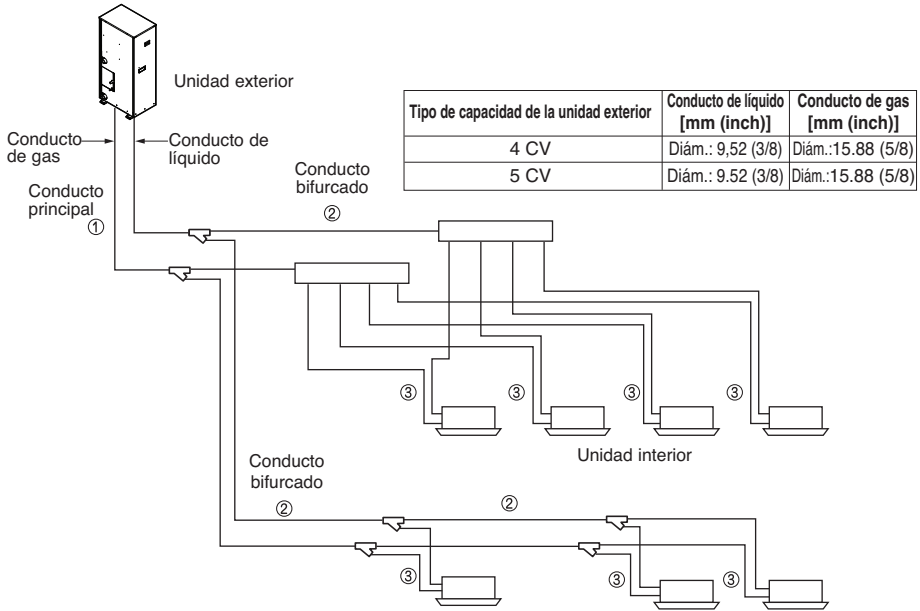 Unidad exterior
Tipo de capacidad de la unidad exterior
Conducto de líquido
[mm (inch)]
Conducto de gas
[mm (inch)]
4 CV
Diám.: 9,52 (3/8)
Diám.:15.88 (5/8)
5 CV
Diám.: 9.52 (3/8)
Diám.:15.88 (5/8)
Conducto
de gas
Conducto de
líquido
Conducto
principal
①
Conducto
bifurcado
②
③
③
③
③
Unidad interior
Conducto
bifurcado
②
②
③
③
③